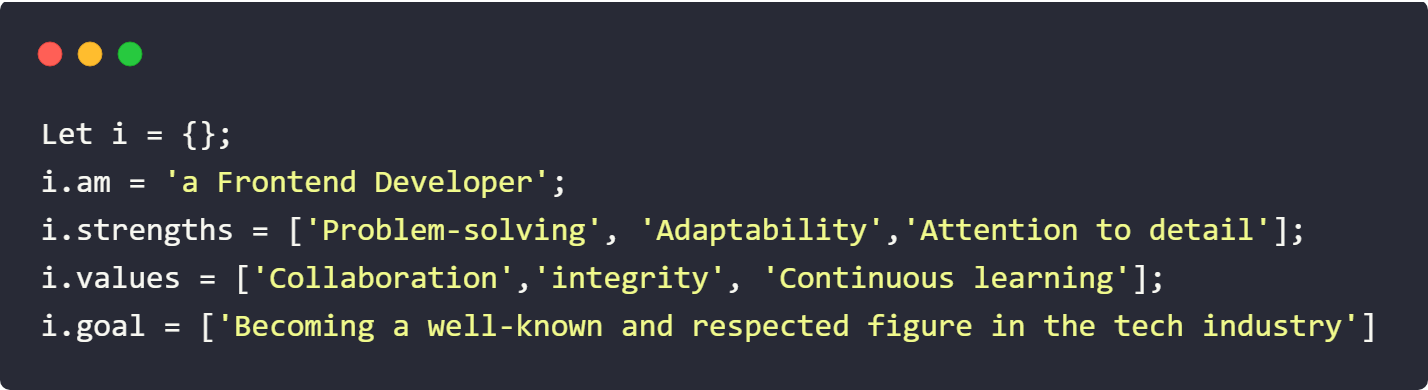 Let i = {};
i.am = 'a Frontend Developer';
i.strengths = ['Problem-solving', 'Adaptability','Attention to detail'];
i.values = ['Collaboration','integrity', 'Continuous learning'];
i.goal = ['Becoming a well-known and respected figure in the tech industry']